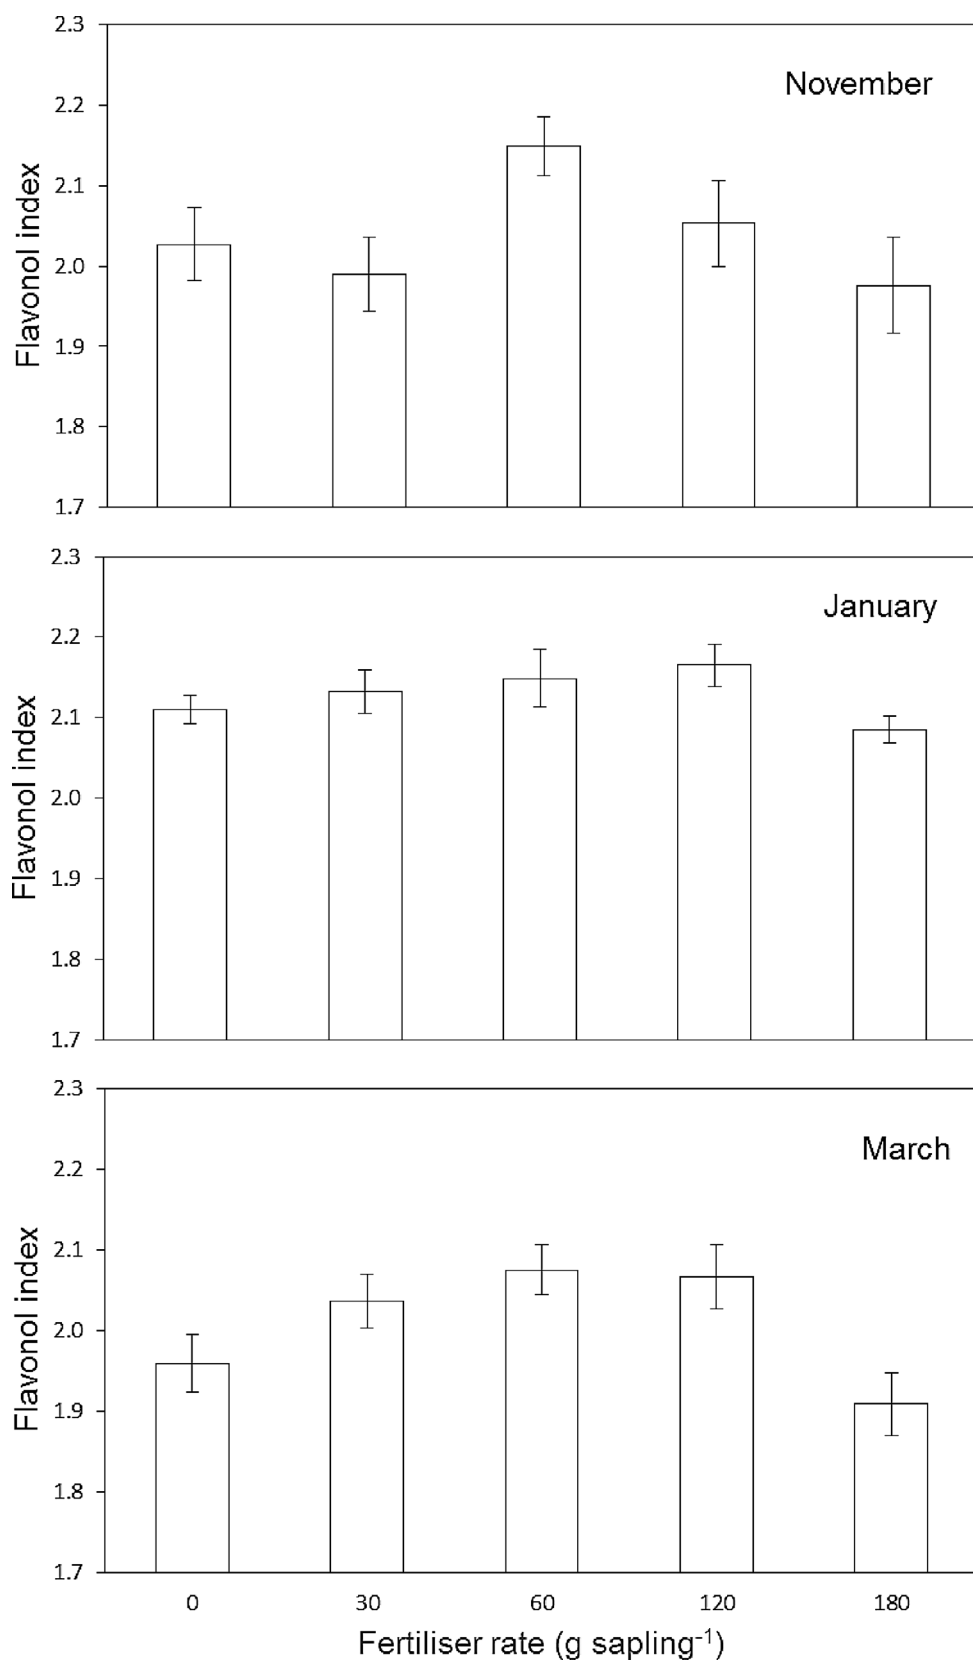 2.3
November
2.2
2.1
2.0
1.9
1.8
1.7
Flavonol index
2.3
January
2.2
2.1
2.0
1.9
1.8
1.7
Flavonol index
2.3
March
2.2
2.1
2.0
1.9
1.8
1.7
Flavonol index
0 30 60 120 180
Fertiliser rate (g sapling⁻¹)